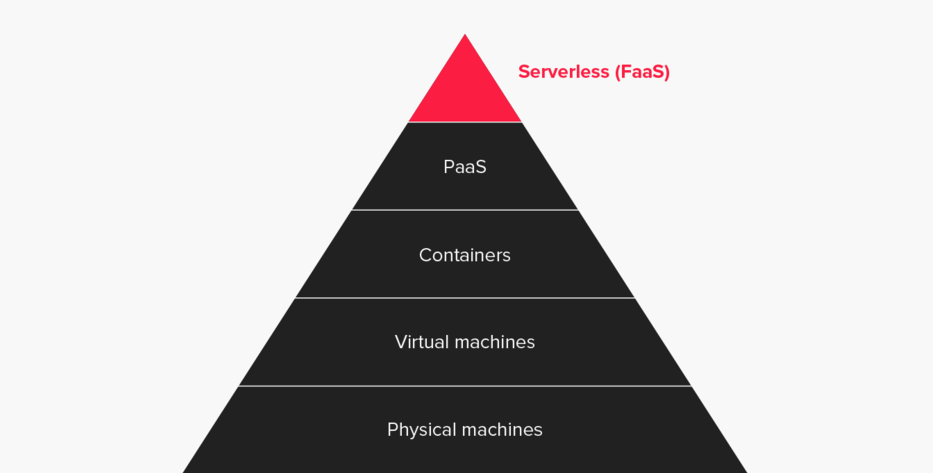 Serverless (FaaS)
PaaS
Containers
Virtual machines
Physical machines